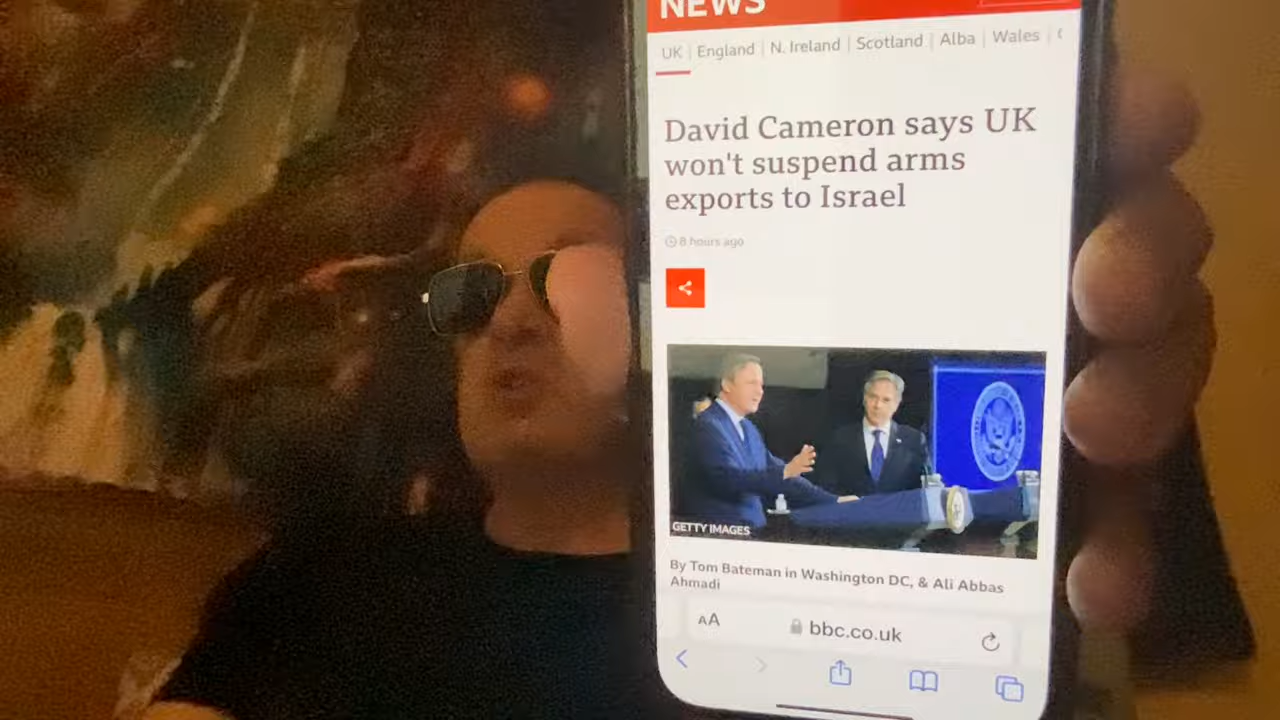 NEWS
UK England N. Ireland Scotland Alba Wales
David Cameron says UK
won't suspend arms
exports to Israel
8 hours ago
GETTY IMAGES
By Tom Bateman in Washington DC, & Ali Abbas
Ahmadi
AA bbc.co.uk